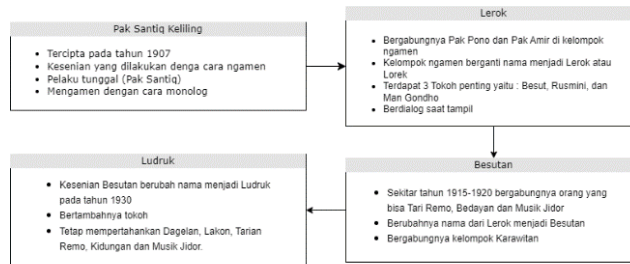 Pak Santiq Keliling
Tercipta pada tahun 1907
Kesenian yang dilakukan denga cara ngamen
Pelaku tunggal (Pak Santiq)
Mengamen dengan cara monolog
Lerok
Bergabungnya Pak Pono dan Pak Amir di kelompok
ngamen
Kelompok ngamen berganti nama menjadi Lerok atau
Lorek
Terdapat 3 Tokoh penting yaitu : Besut, Rusmini, dan
Man Gondho
Berdialog saat tampil
Besutan
Sekitar tahun 1915-1920 bergabungnya orang yang
bisa Tari Remo, Bedayan dan Musik Jidor
Berubahnya nama dari Lerok menjadi Besutan
Bergabungnya kelompok Karawitan
Ludruk
Kesenian Besutan berubah nama menjadi Ludruk
pada tahun 1930
Bertambahnya tokoh
Tetap mempertahankan Dagelan, Lakon, Tarian
Remo, Kidungan dan Musik Jidor.